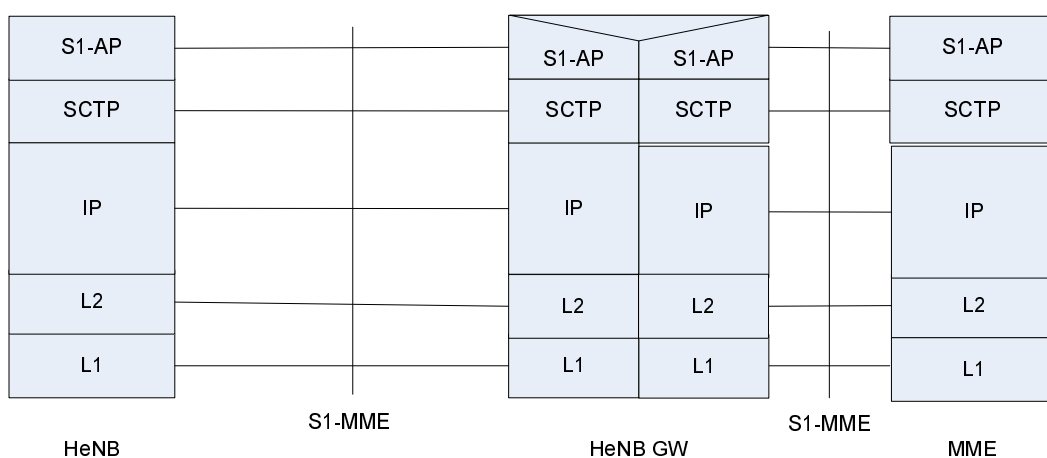 S1-AP
S1-AP S1-AP
S1-AP
SCTP
SCTP SCTP
SCTP
IP
IP IP
IP
L2
L2 L2
L2
L1
L1 L1
L1
S1-MME
S1-MME
HeNB
HeNB GW
MME